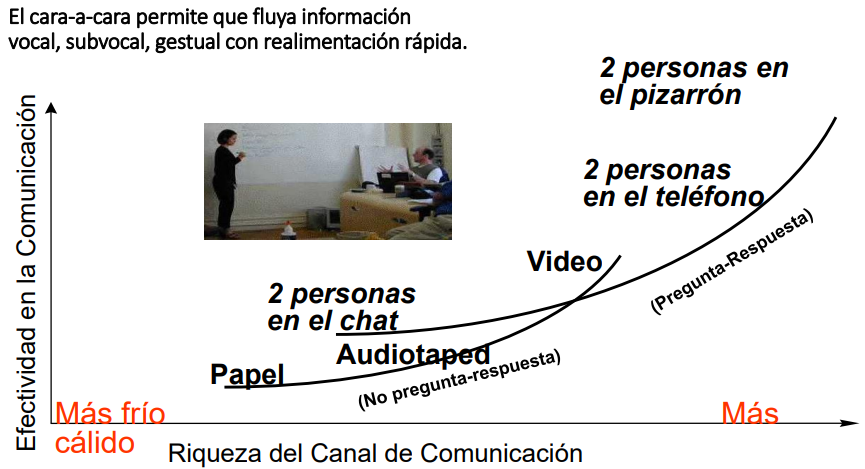 El cara-a-cara permite que fluya información
vocal, subvocal, gestual con realimentación rápida.
2 personas en
el pizarrón
2 personas
en el teléfono
Video
(Pregunta-Respuesta)
2 personas
en el chat
Audiotaped
Papel
(No pregunta-respuesta)
Efectividad en la Comunicación
Más frío
cálido
Más
Riqueza del Canal de Comunicación